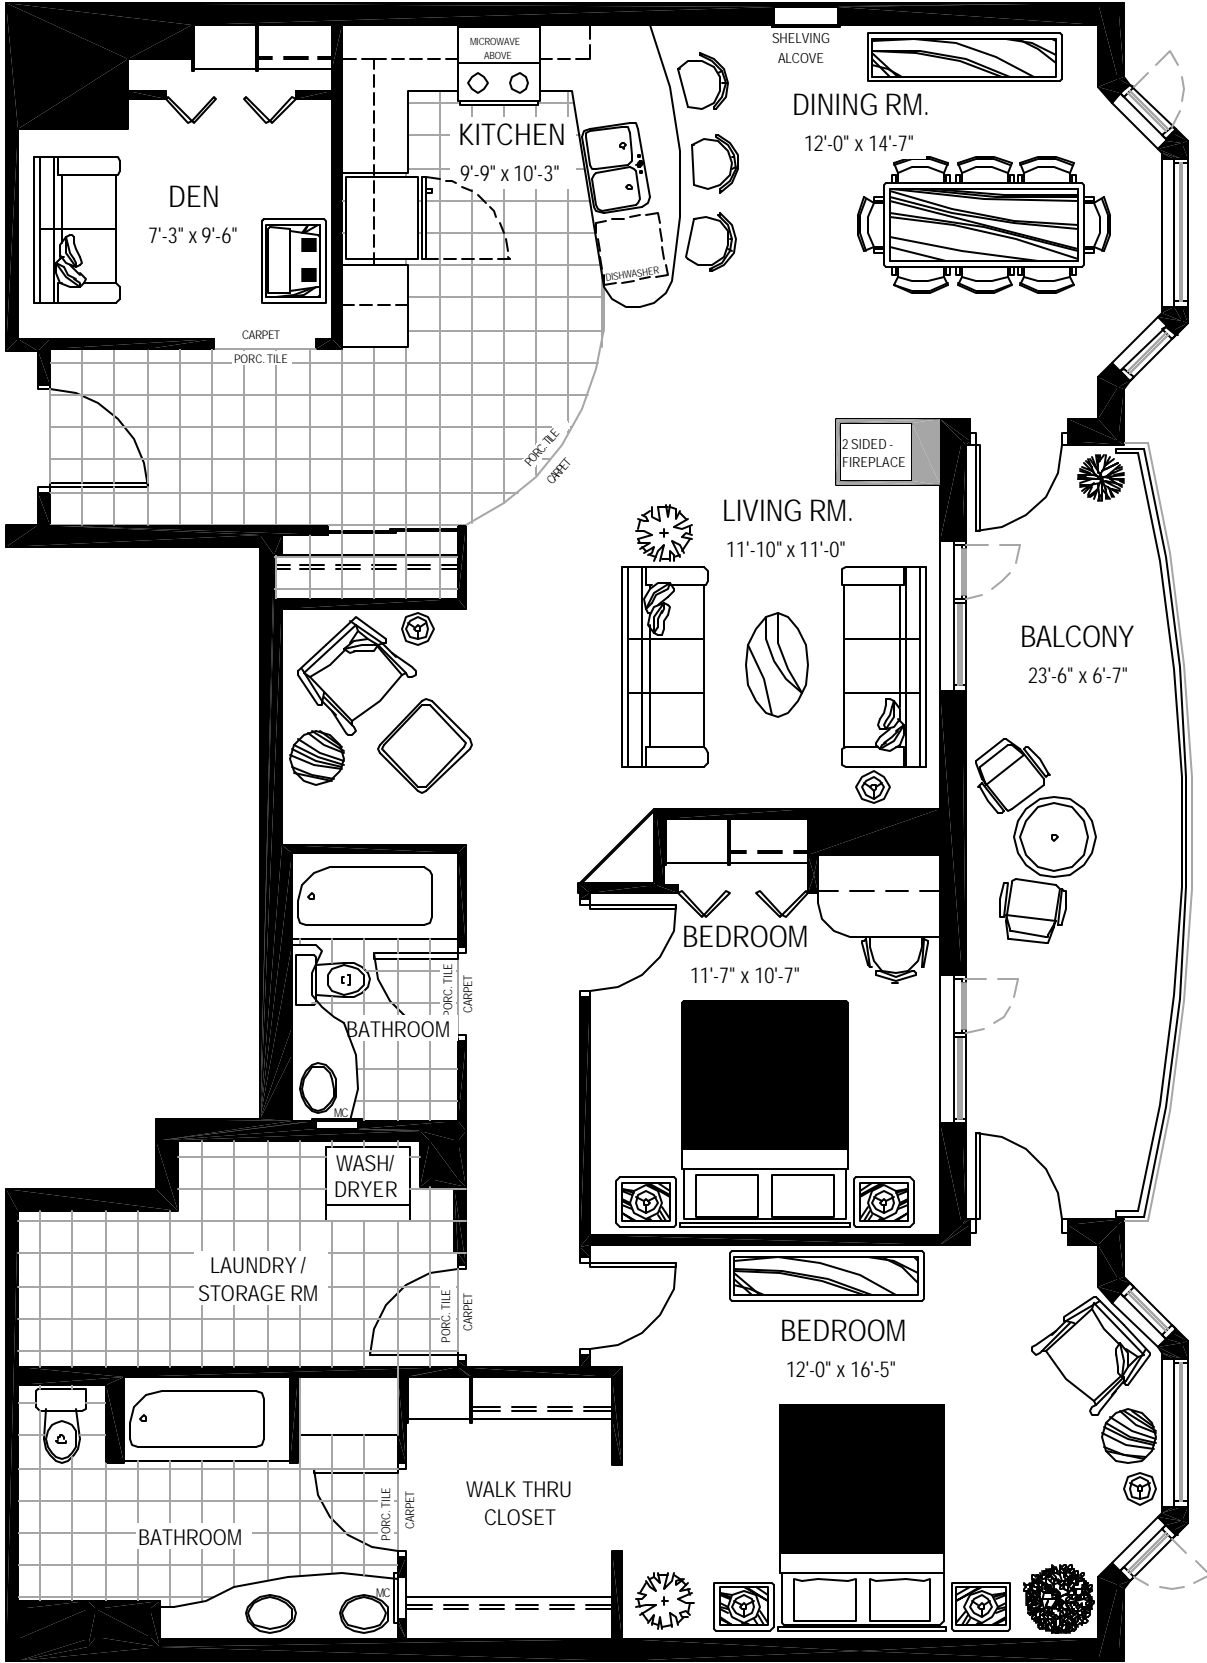 MICROWAVE
ABOVE
SHELVING
ALCOVE
KITCHEN
9'-9" x 10'-3"
DINING RM.
12'-0" x 14'-7"
DEN
7'-3" x 9'-6"
DISHWASHER
CARPET
PORC. TILE
PORC. TILE
CARPET
2 SIDED -
FIREPLACE
LIVING RM.
11'-10" x 11'-0"
BALCONY
23'-6" x 6'-7"
BEDROOM
11'-7" x 10'-7"
PORC. TILE
CARPET
BATHROOM
MC
WASH/
DRYER
LAUNDRY /
STORAGE RM
PORC. TILE
CARPET
BEDROOM
12'-0" x 16'-5"
WALK THRU
CLOSET
PORC. TILE
CARPET
BATHROOM
MC